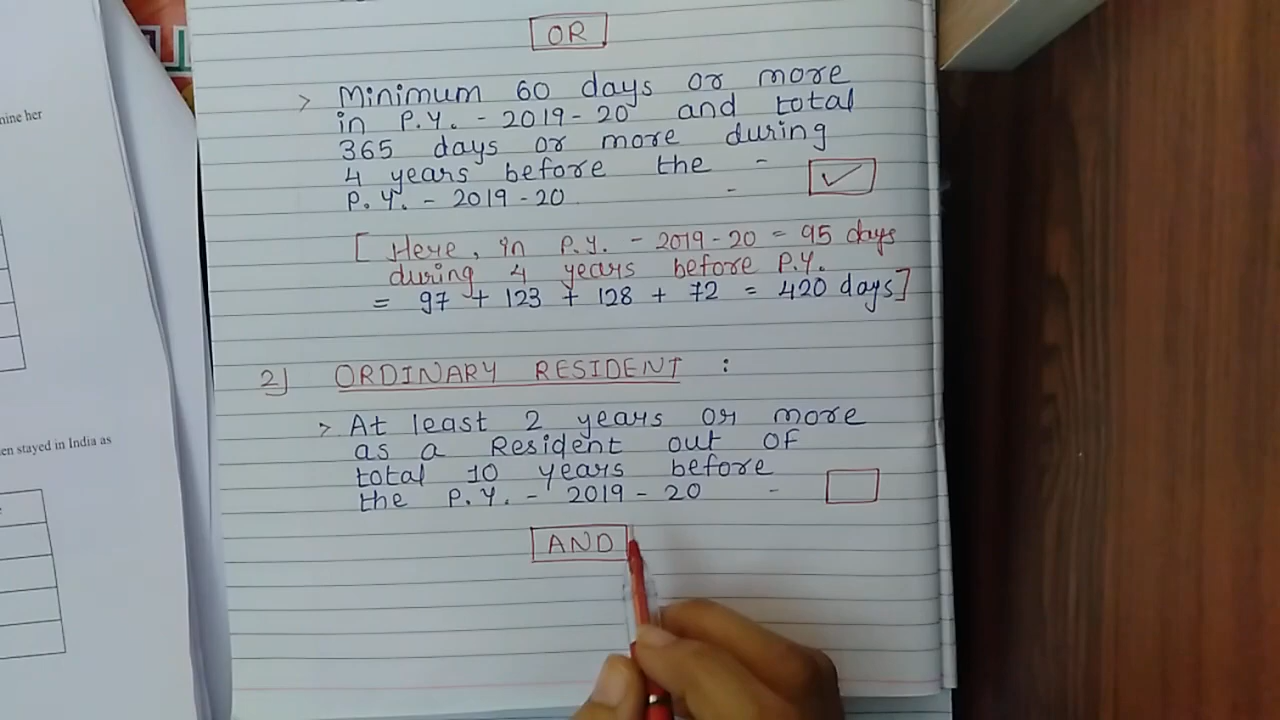 OR
> Minimum 60 days or more
in P.Y. - 2019-20 and total
365 days or more during
4 years before the - ✓
P.Y. - 2019-20 -
[Here, in P.Y. - 2019-20 = 95 days
during 4 years before P.Y.
= 97 + 123 + 128 + 72 = 420 days]
2] ORDINARY RESIDENT :
> At least 2 years or more
as a Resident out of
total 10 years before
the P.Y. - 2019-20 -
AND
mine her
en stayed in India as